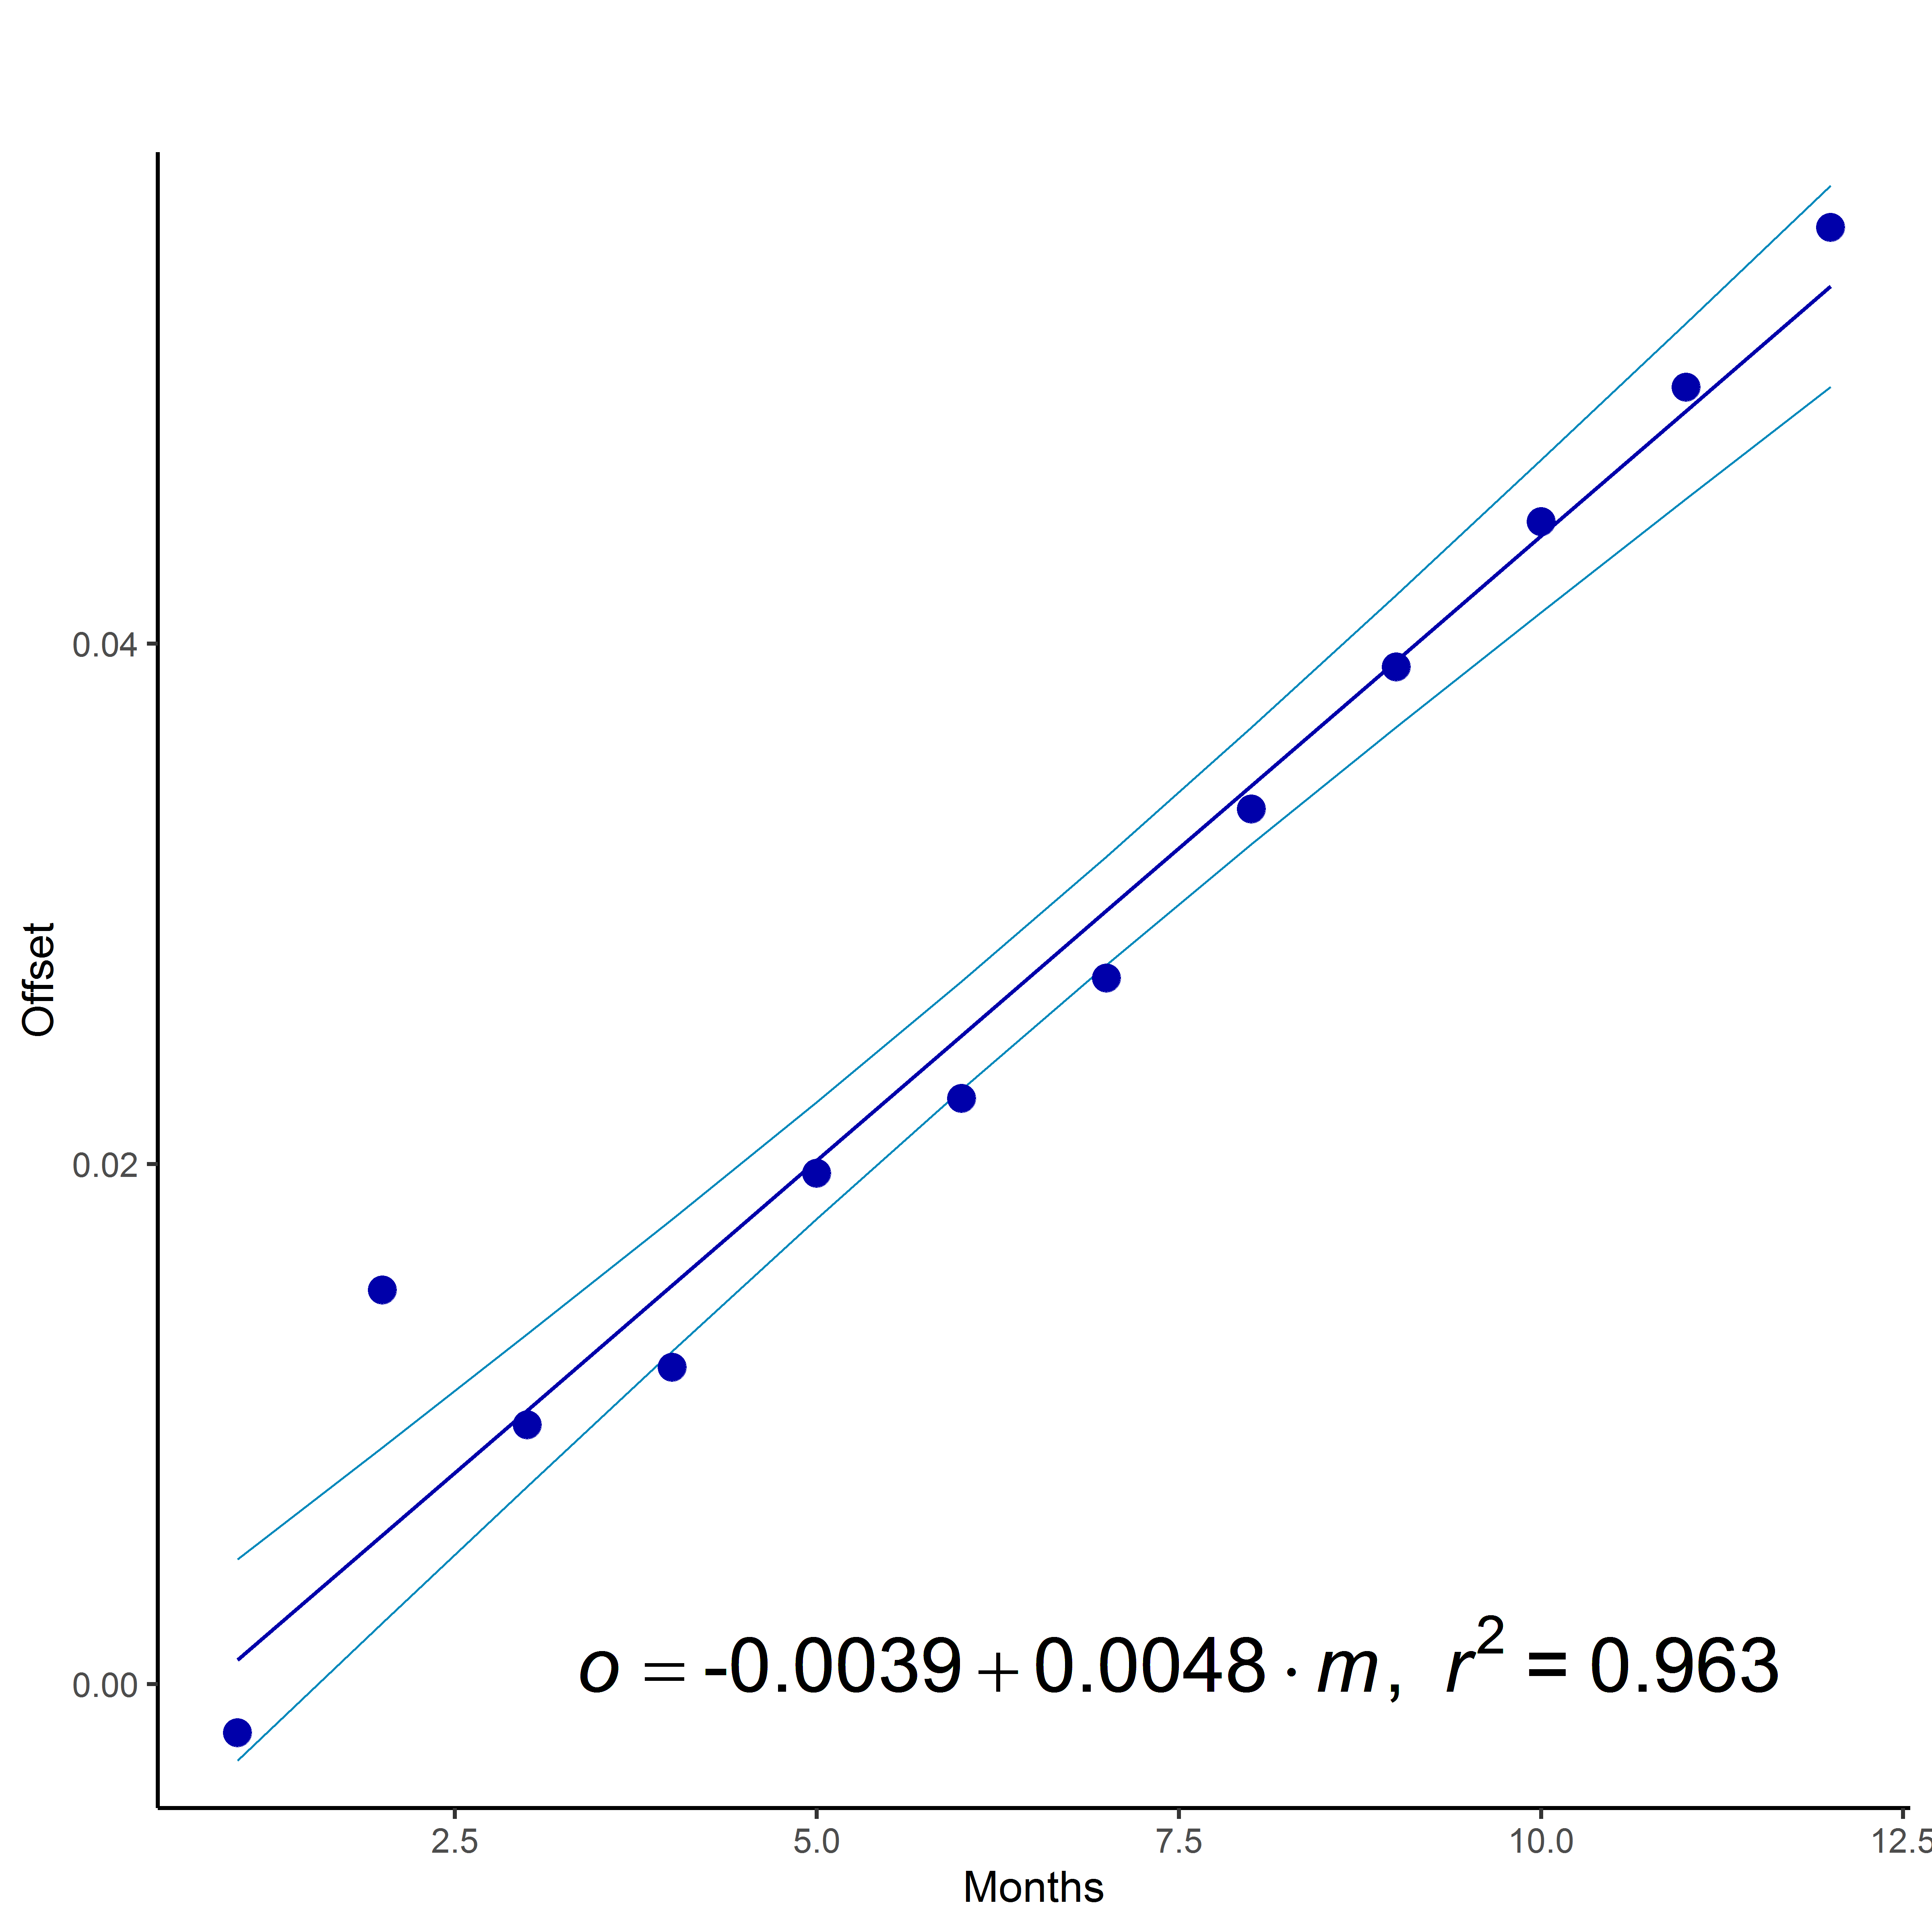 0.04
0.02
0.00
Offset
o = -0.0039 + 0.0048 · m, r² = 0.963
2.5 5.0 7.5 10.0 12.5
Months